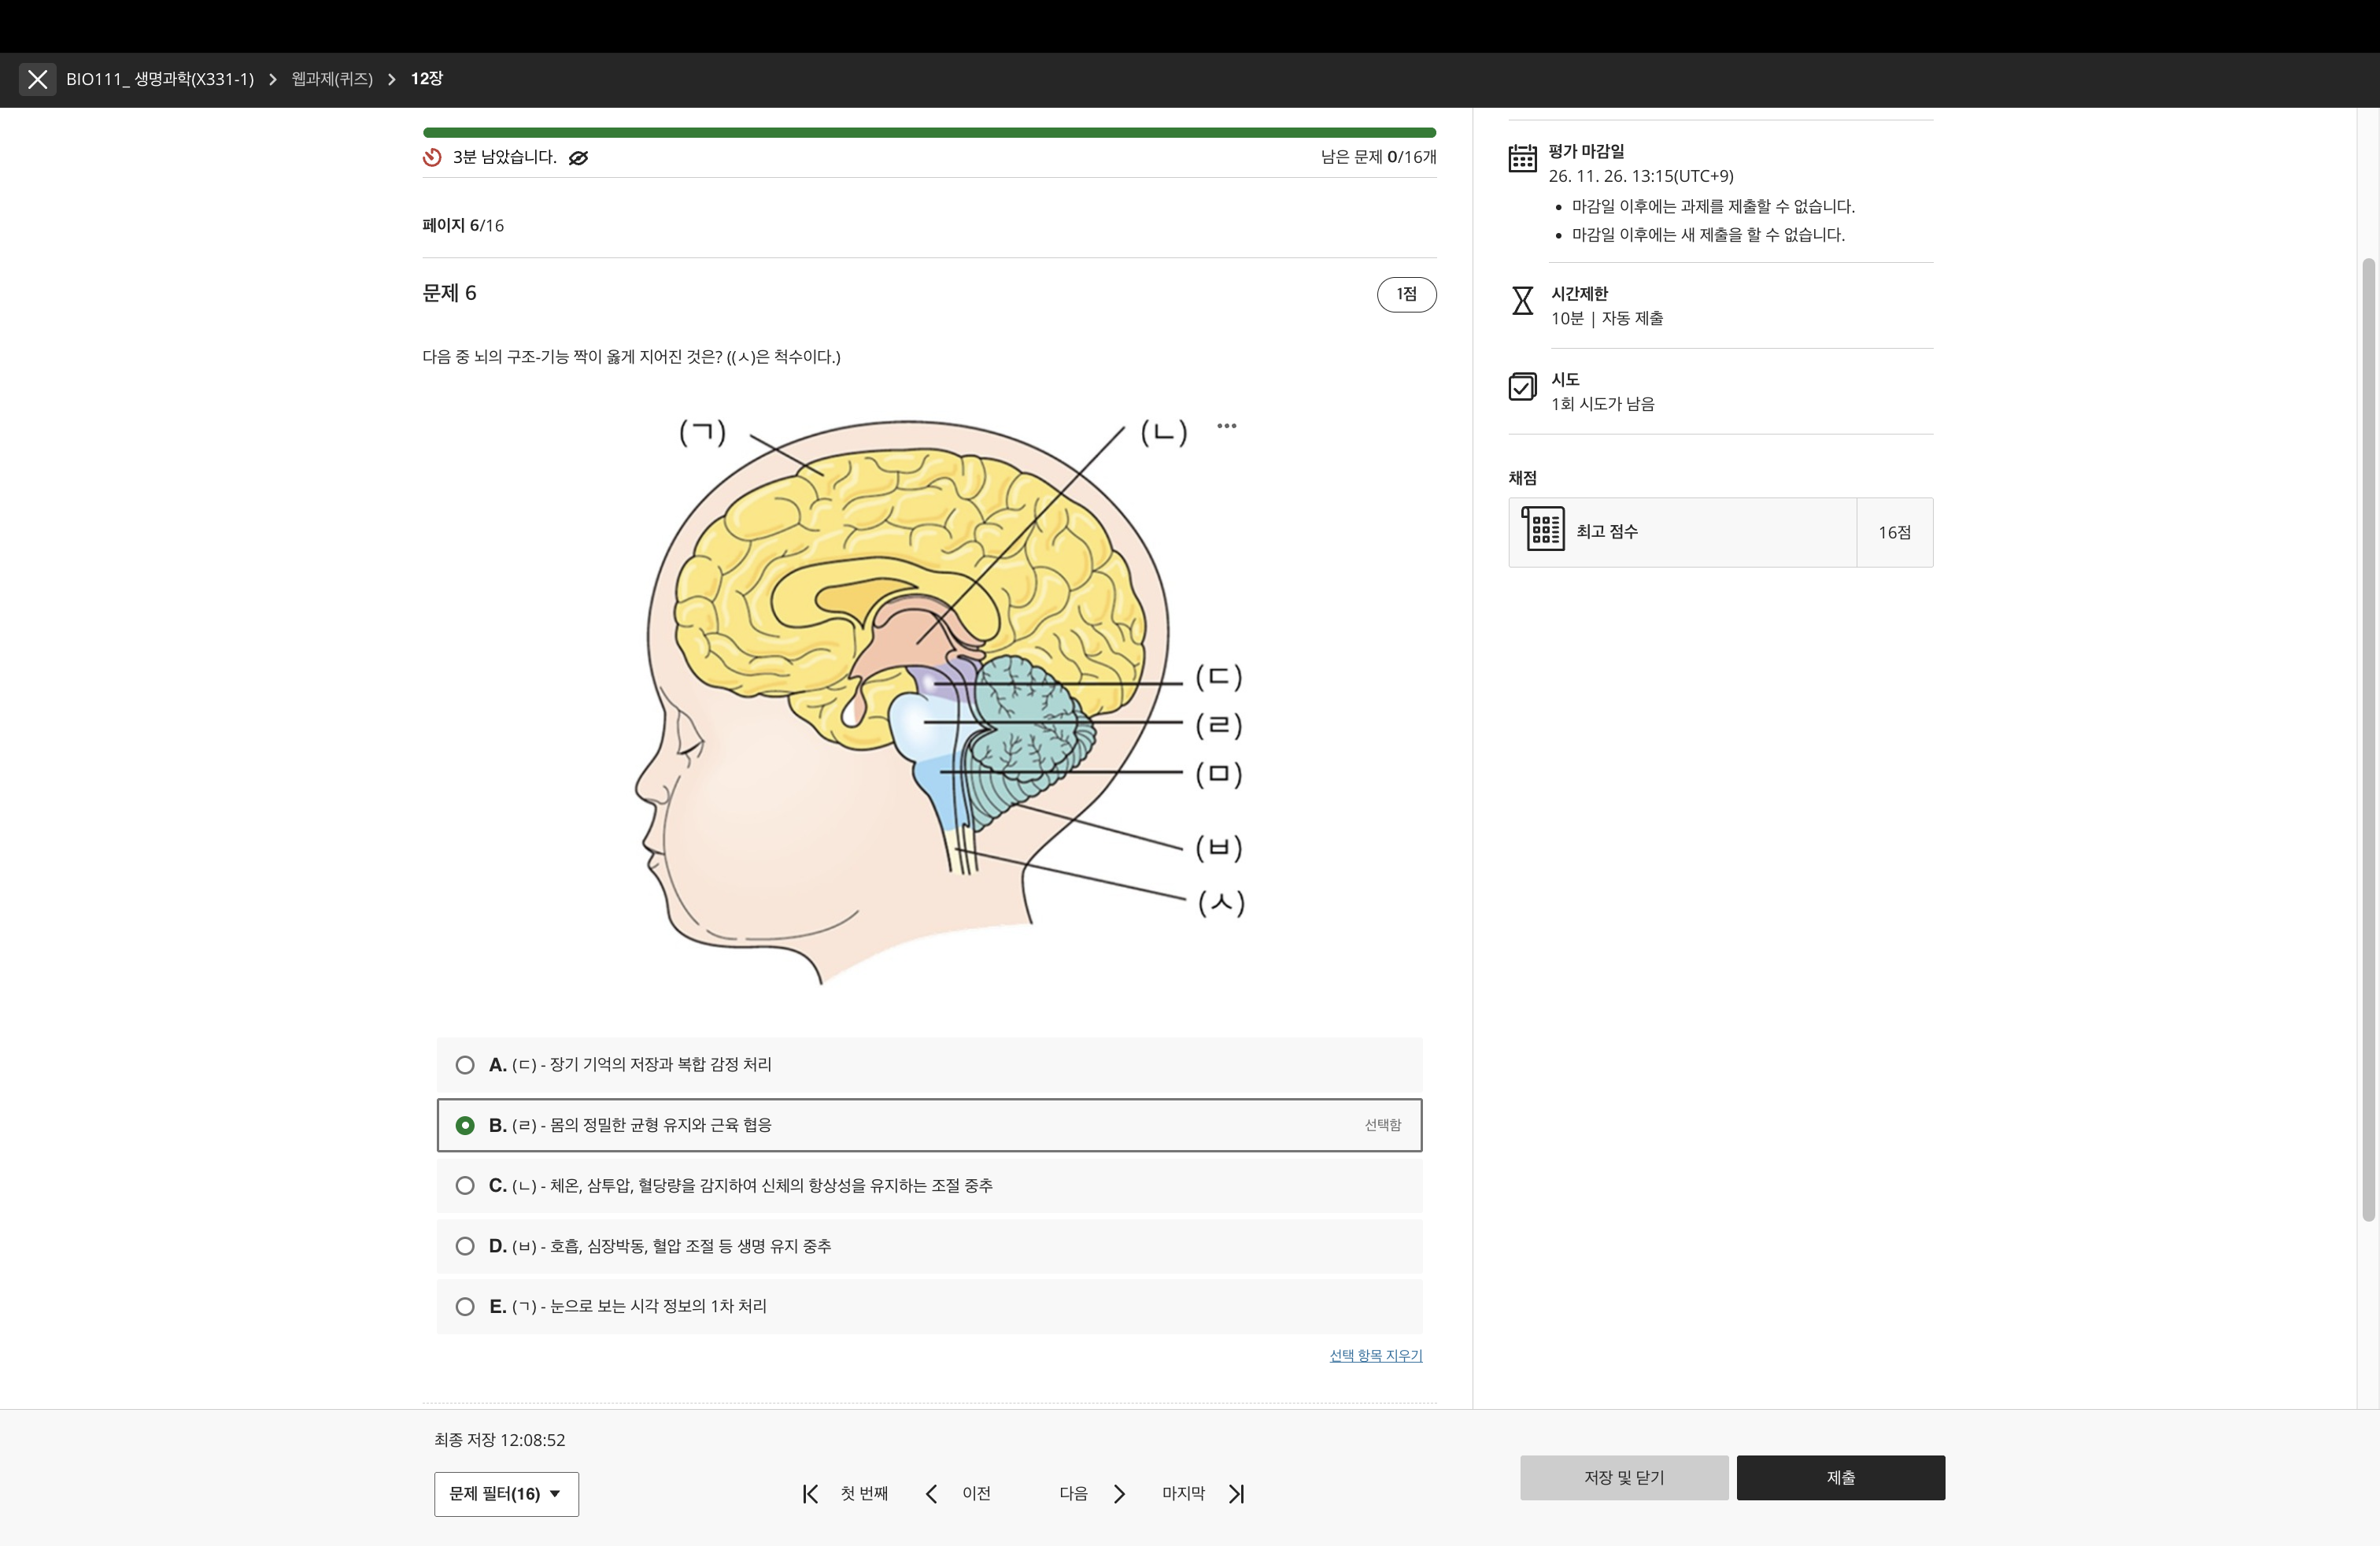 BIO111_ 생명과학(X331-1) > 웹과제(퀴즈) > 12장
3분 남았습니다.
남은 문제 0/16개
페이지 6/16
문제 6
1점
다음 중 뇌의 구조-기능 짝이 옳게 지어진 것은? ((ㅅ)은 척수이다.)
(ㄱ)
(ㄴ)
(ㄷ)
(ㄹ)
(ㅁ)
(ㅂ)
(ㅅ)
A. (ㄷ) - 장기 기억의 저장과 복합 감정 처리
B. (ㄹ) - 몸의 정밀한 균형 유지와 근육 협응
선택함
C. (ㄴ) - 체온, 삼투압, 혈당량을 감지하여 신체의 항상성을 유지하는 조절 중추
D. (ㅂ) - 호흡, 심장박동, 혈압 조절 등 생명 유지 중추
E. (ㄱ) - 눈으로 보는 시각 정보의 1차 처리
선택 항목 지우기
평가 마감일
26. 11. 26. 13:15(UTC+9)
• 마감일 이후에는 과제를 제출할 수 없습니다.
• 마감일 이후에는 새 제출을 할 수 없습니다.
시간제한
10분 | 자동 제출
시도
1회 시도가 남음
채점
최고 점수
16점
최종 저장 12:08:52
문제 필터(16)
첫 번째
이전
다음
마지막
저장 및 닫기
제출